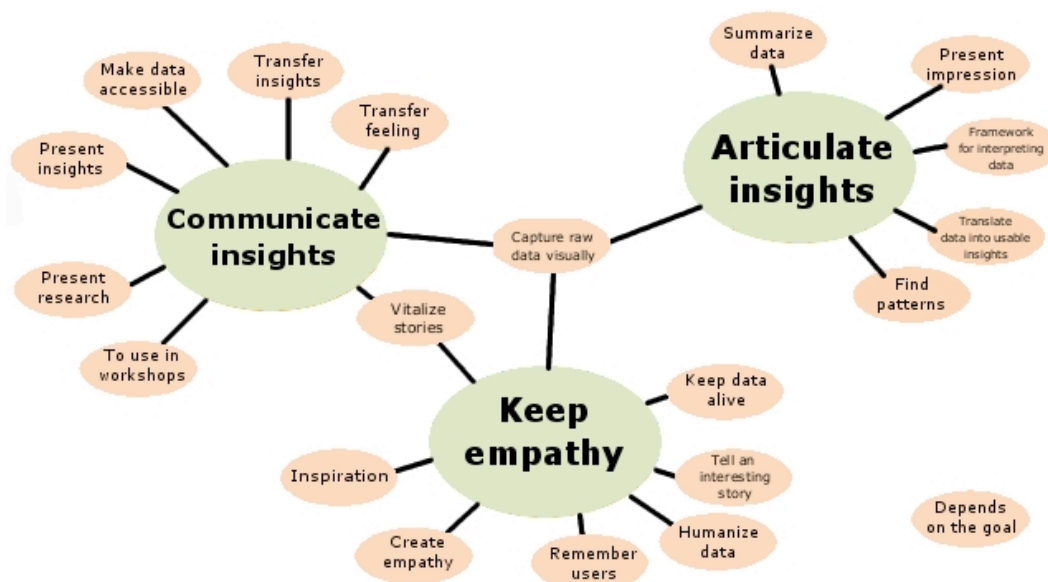 Summarize
data
Present
impression
Framework
for interpreting
data
Translate
data into usable
insights
Find
patterns
Articulate
insights
Make data
accessible
Transfer
insights
Transfer
feeling
Present
insights
Communicate
insights
Present
research
To use in
workshops
Capture raw
data visually
Vitalize
stories
Keep
empathy
Keep data
alive
Tell an
interesting
story
Humanize
data
Remember
users
Create
empathy
Inspiration
Depends
on the goal